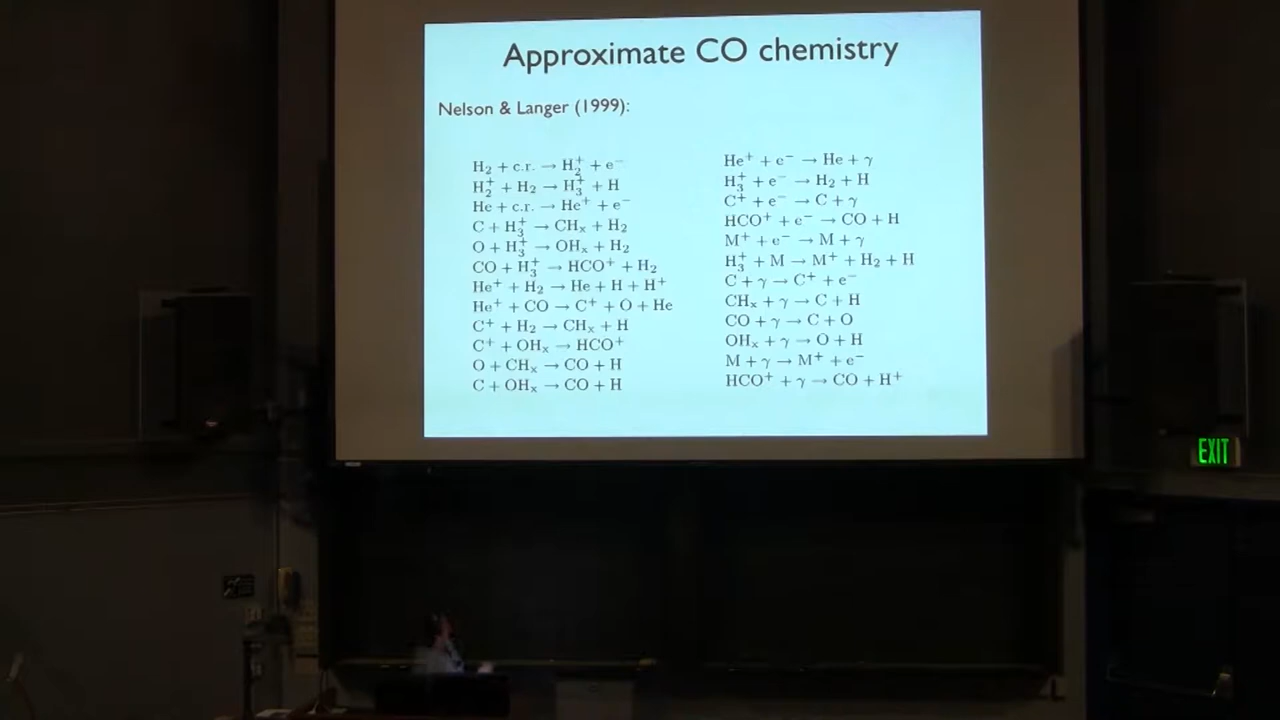 Approximate CO chemistry
Nelson & Langer (1999):
H₂ + c.r. → H₂⁺ + e⁻
H₂⁺ + H₂ → H₃⁺ + H
He + c.r. → He⁺ + e⁻
C + H₃⁺ → CHₓ + H₂
O + H₃⁺ → OHₓ + H₂
CO + H₃⁺ → HCO⁺ + H₂
He⁺ + H₂ → He + H + H⁺
He⁺ + CO → C⁺ + O + He
C⁺ + H₂ → CHₓ + H
C⁺ + OHₓ → HCO⁺
O + CHₓ → CO + H
C + OHₓ → CO + H
He⁺ + e⁻ → He + γ
H₃⁺ + e⁻ → H₂ + H
C⁺ + e⁻ → C + γ
HCO⁺ + e⁻ → CO + H
M⁺ + e⁻ → M + γ
H₃⁺ + M → M⁺ + H₂ + H
C + γ → C⁺ + e⁻
CHₓ + γ → C + H
CO + γ → C + O
OHₓ + γ → O + H
M + γ → M⁺ + e⁻
HCO⁺ + γ → CO + H⁺
EXIT